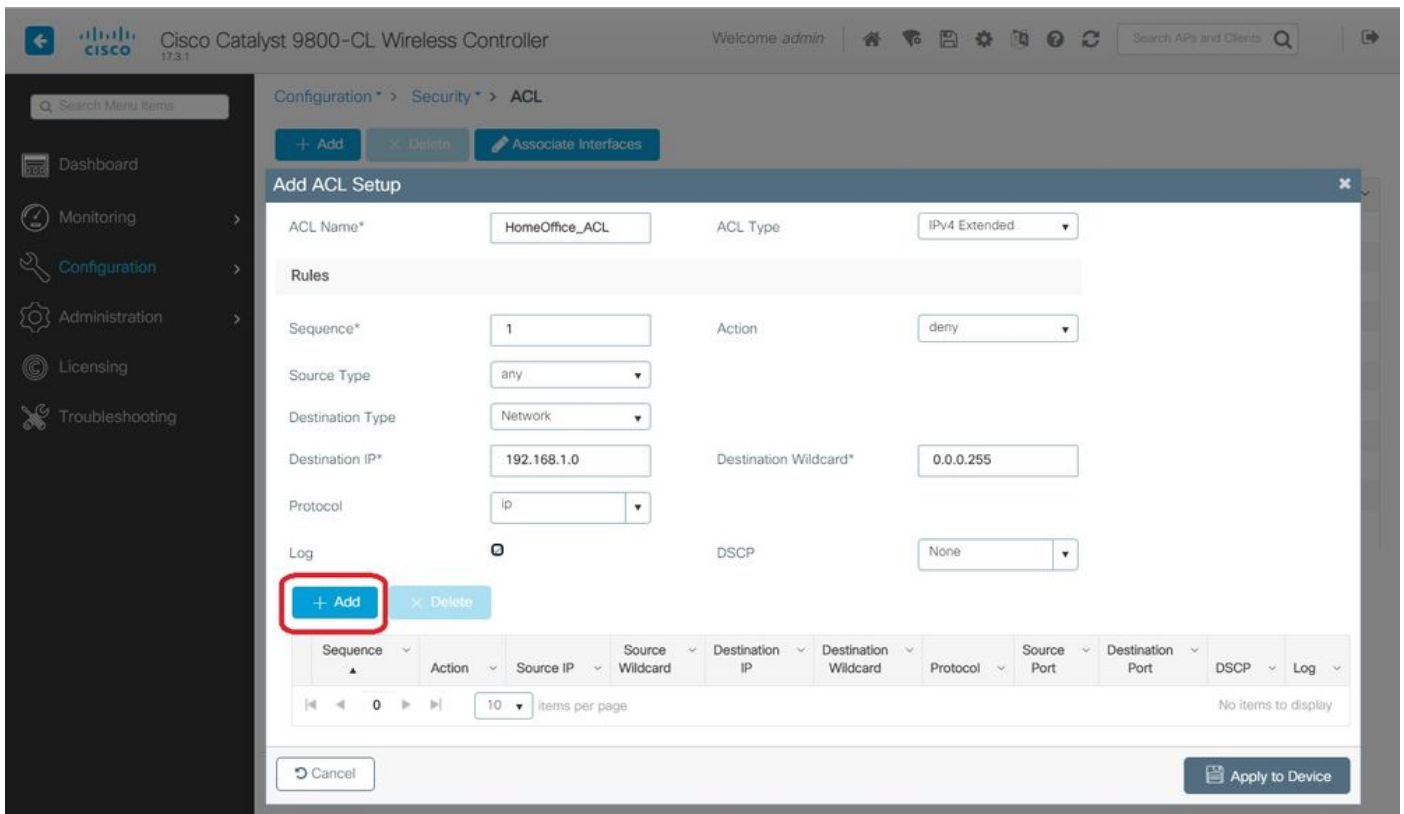 CISCO
Cisco Catalyst 9800-CL Wireless Controller
17.3.1
Welcome admin
Search APs and Clients
Search Menu Items
Dashboard
Monitoring
Configuration
Administration
Licensing
Troubleshooting
Configuration > Security > ACL
+ Add
× Delete
Associate Interfaces
Add ACL Setup
ACL Name* HomeOffice_ACL ACL Type IPv4 Extended
Rules
Sequence* 1 Action deny
Source Type any
Destination Type Network
Destination IP* 192.168.1.0 Destination Wildcard* 0.0.0.255
Protocol ip
Log DSCP None
+ Add × Delete
Sequence Action Source IP Source Wildcard Destination IP Destination Wildcard Protocol Source Port Destination Port DSCP Log
0 10 items per page No items to display
Cancel Apply to Device